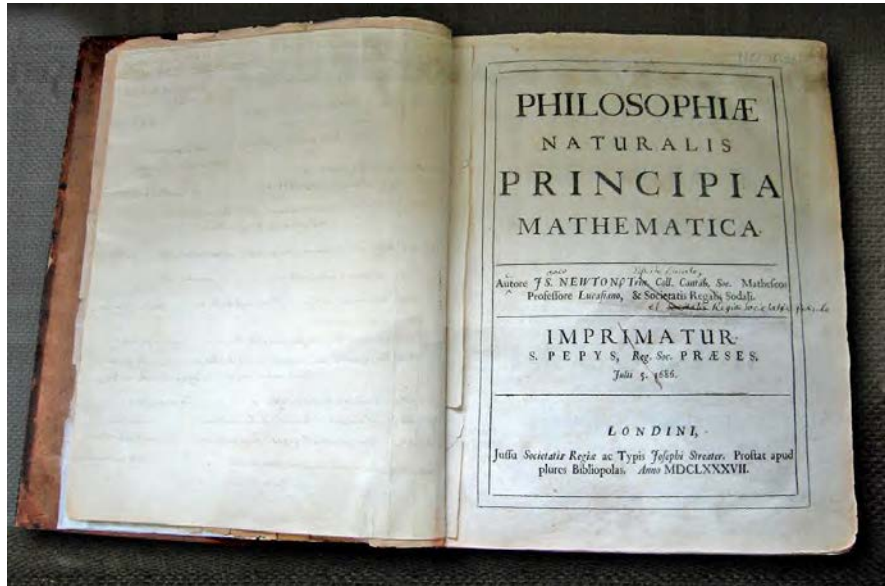 PHILOSOPHIÆ
NATURALIS
PRINCIPIA
MATHEMATICA.
Autore J S. NEWTON, Trin. Coll. Cantab. Soc. Matheseos
Professore Lucasiano, & Societatis Regalis Sodali.
IMPRIMATUR.
S. PEPYS, Reg. Soc. PRÆSES.
Julii 5. 1686.
LONDINI,
Jussu Societatis Regiæ ac Typis Josephi Streater. Prostat apud
plures Bibliopolas. Anno MDCLXXXVII.